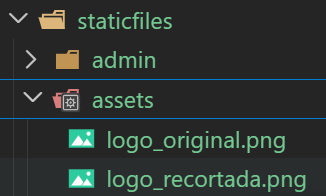 staticfiles
admin
assets
logo_original.png
logo_recortada.png